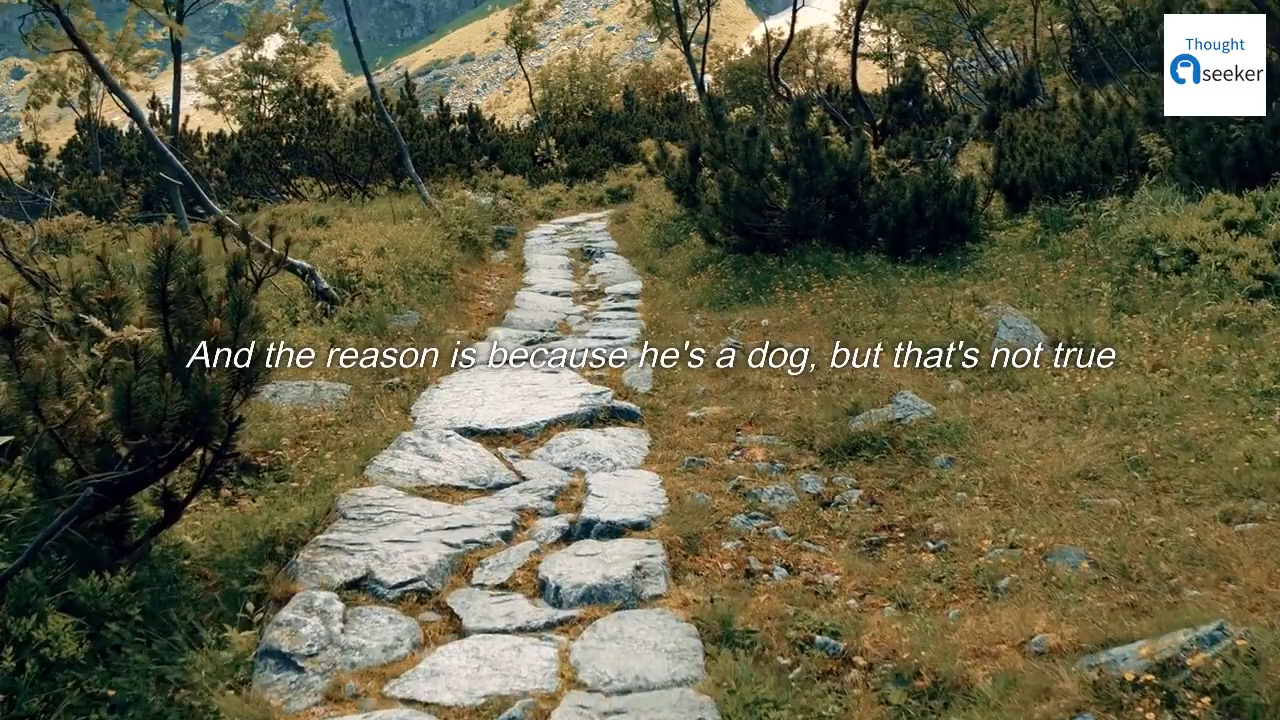 Thought
seeker
And the reason is because he's a dog, but that's not true